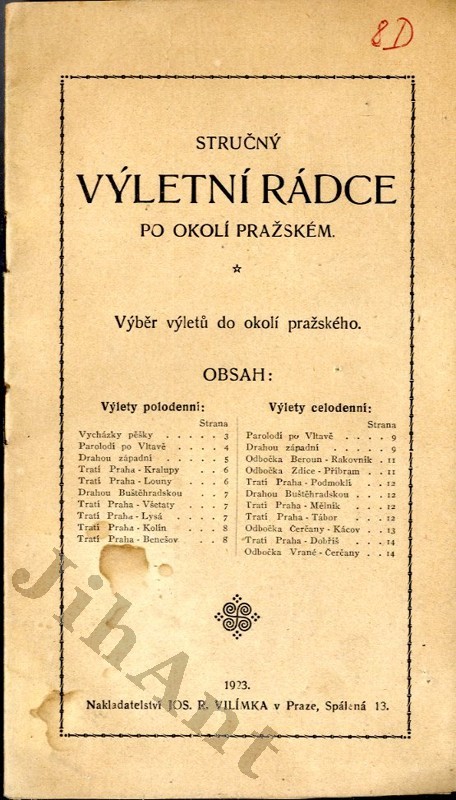 8D
STRUČNÝ
VÝLETNÍ RÁDCE
PO OKOLÍ PRAŽSKÉM.
Výběr výletů do okolí pražského.
OBSAH:
Výlety polodenní:
Strana
Vycházky pěšky . . . . . 3
Parolodí po Vltavě . . . . 4
Drahou západní . . . . . 5
Tratí Praha - Kralupy . . . 6
Tratí Praha - Louny . . . . 6
Drahou Buštěhradskou . . . 7
Tratí Praha - Všetaty . . . . 7
Tratí Praha - Lysá . . . . . 7
Tratí Praha - Kolín . . . . 8
Tratí Praha - Benešov . . . 8
Výlety celodenní:
Strana
Parolodí po Vltavě . . . . 9
Drahou západní . . . . . 9
Odbočka Beroun - Rakovník . 11
Odbočka Zdice - Příbram . . 11
Tratí Praha - Podmoklí . . . 12
Drahou Buštěhradskou . . . 12
Tratí Praha - Mělník . . . . 12
Tratí Praha - Tábor . . . . 12
Odbočka Čerčany - Kácov . . 13
Tratí Praha - Dobříš . . . 14
Odbočka Vrané - Čerčany . . 14
1923.
Nakladatelství JOS. R. VILÍMKA v Praze, Spálená 13.
JihAnt